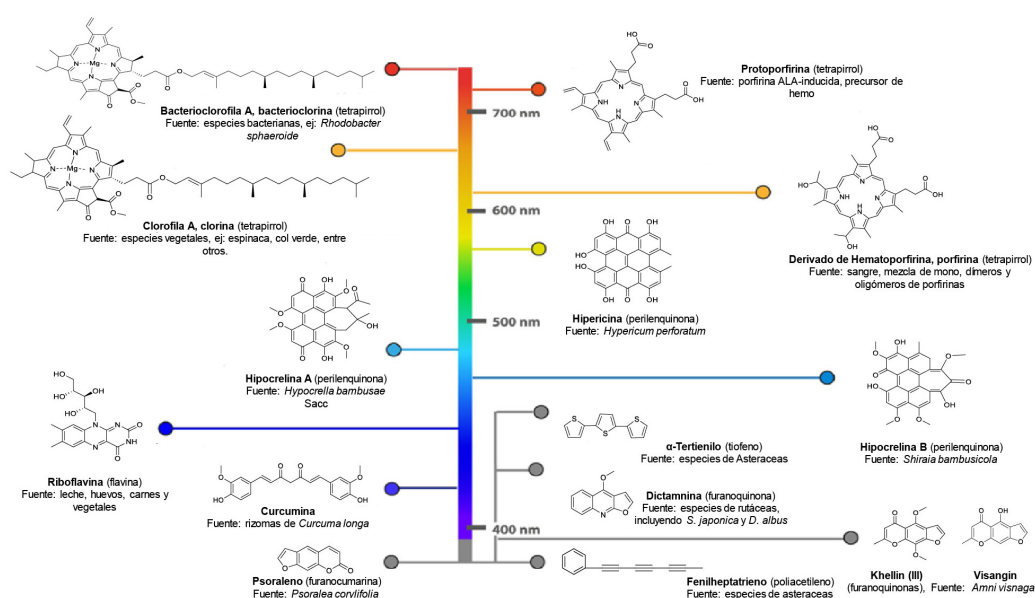 Bacterioclorofila A, bacterioclorina (tetrapirrol)
Fuente: especies bacterianas, ej: Rhodobacter
sphaeroide
Protoporfirina (tetrapirrol)
Fuente: porfirina ALA-inducida, precursor de
hemo
700 nm
Clorofila A, clorina (tetrapirrol)
Fuente: especies vegetales, ej: espinaca, col verde, entre
otros.
600 nm
Derivado de Hematoporfirina, porfirina (tetrapirrol)
Fuente: sangre, mezcla de mono, dímeros y
oligómeros de porfirinas
Hipericina (perilenquinona)
Fuente: Hypericum perforatum
500 nm
Hipocrelina A (perilenquinona)
Fuente: Hypocrella bambusae
Sacc
Hipocrelina B (perilenquinona)
Fuente: Shiraia bambusicola
Riboflavina (flavina)
Fuente: leche, huevos, carnes y
vegetales
α-Tertienilo (tiofeno)
Fuente: especies de Asteraceas
Curcumina
Fuente: rizomas de Curcuma longa
Dictamnina (furanoquinona)
Fuente: especies de rutáceas,
incluyendo S. japonica y D. albus
400 nm
Psoraleno (furanocumarina)
Fuente: Psoralea corylifolia
Fenilheptatrieno (poliacetileno)
Fuente: especies de asteraceas
Khellin (III)
(furanoquinonas),
Visangin
Fuente: Amni visnaga